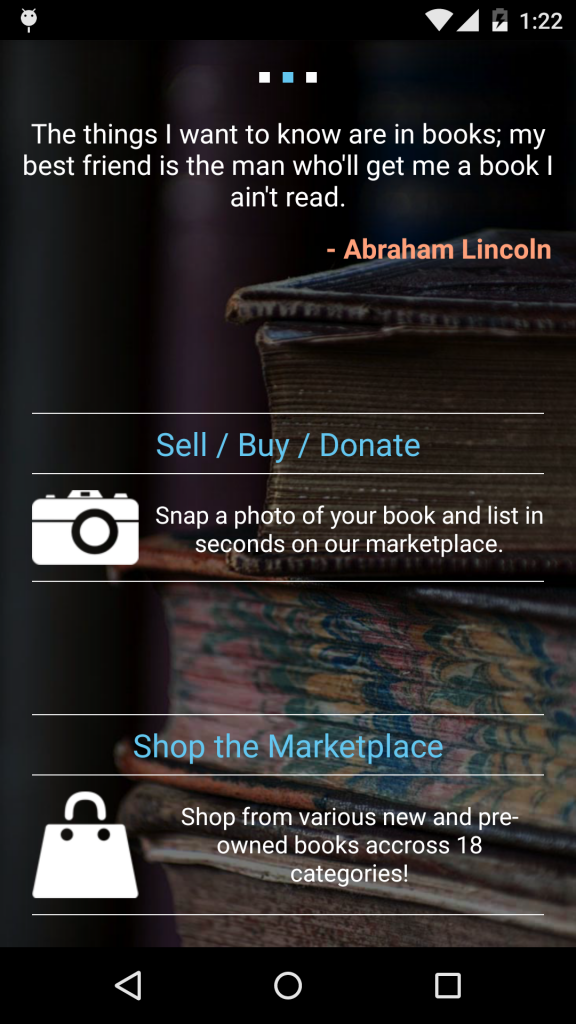 1:22
The things I want to know are in books; my
best friend is the man who'll get me a book I
ain't read.
- Abraham Lincoln
Sell / Buy / Donate
Snap a photo of your book and list in
seconds on our marketplace.
Shop the Marketplace
Shop from various new and pre-
owned books accross 18
categories!